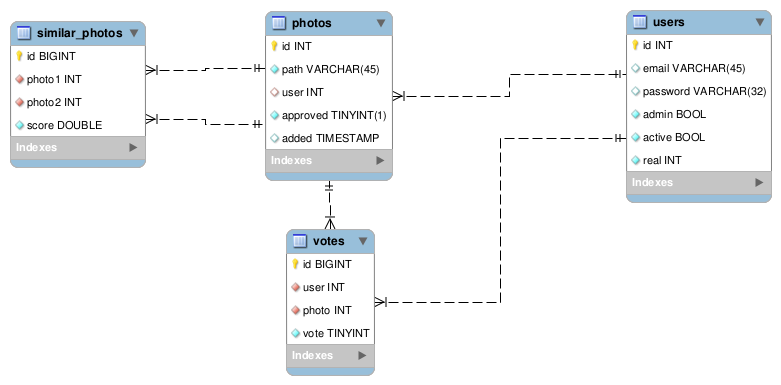 similar_photos
id BIGINT
photo1 INT
photo2 INT
score DOUBLE
Indexes
photos
id INT
path VARCHAR(45)
user INT
approved TINYINT(1)
added TIMESTAMP
Indexes
users
id INT
email VARCHAR(45)
password VARCHAR(32)
admin BOOL
active BOOL
real INT
Indexes
votes
id BIGINT
user INT
photo INT
vote TINYINT
Indexes